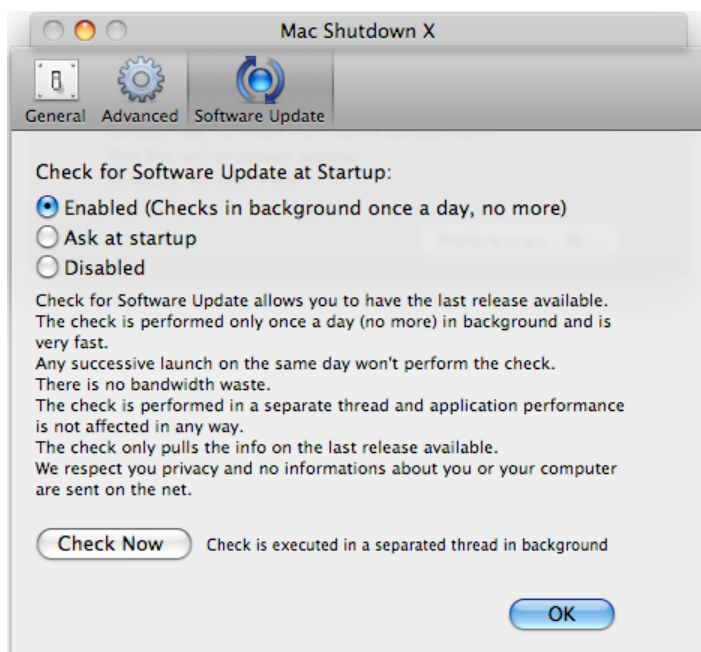 Mac Shutdown X
General Advanced Software Update
Check for Software Update at Startup:
Enabled (Checks in background once a day, no more)
Ask at startup
Disabled
Check for Software Update allows you to have the last release available.
The check is performed only once a day (no more) in background and is
very fast.
Any successive launch on the same day won't perform the check.
There is no bandwidth waste.
The check is performed in a separate thread and application performance
is not affected in any way.
The check only pulls the info on the last release available.
We respect you privacy and no informations about you or your computer
are sent on the net.
Check Now Check is executed in a separated thread in background
OK